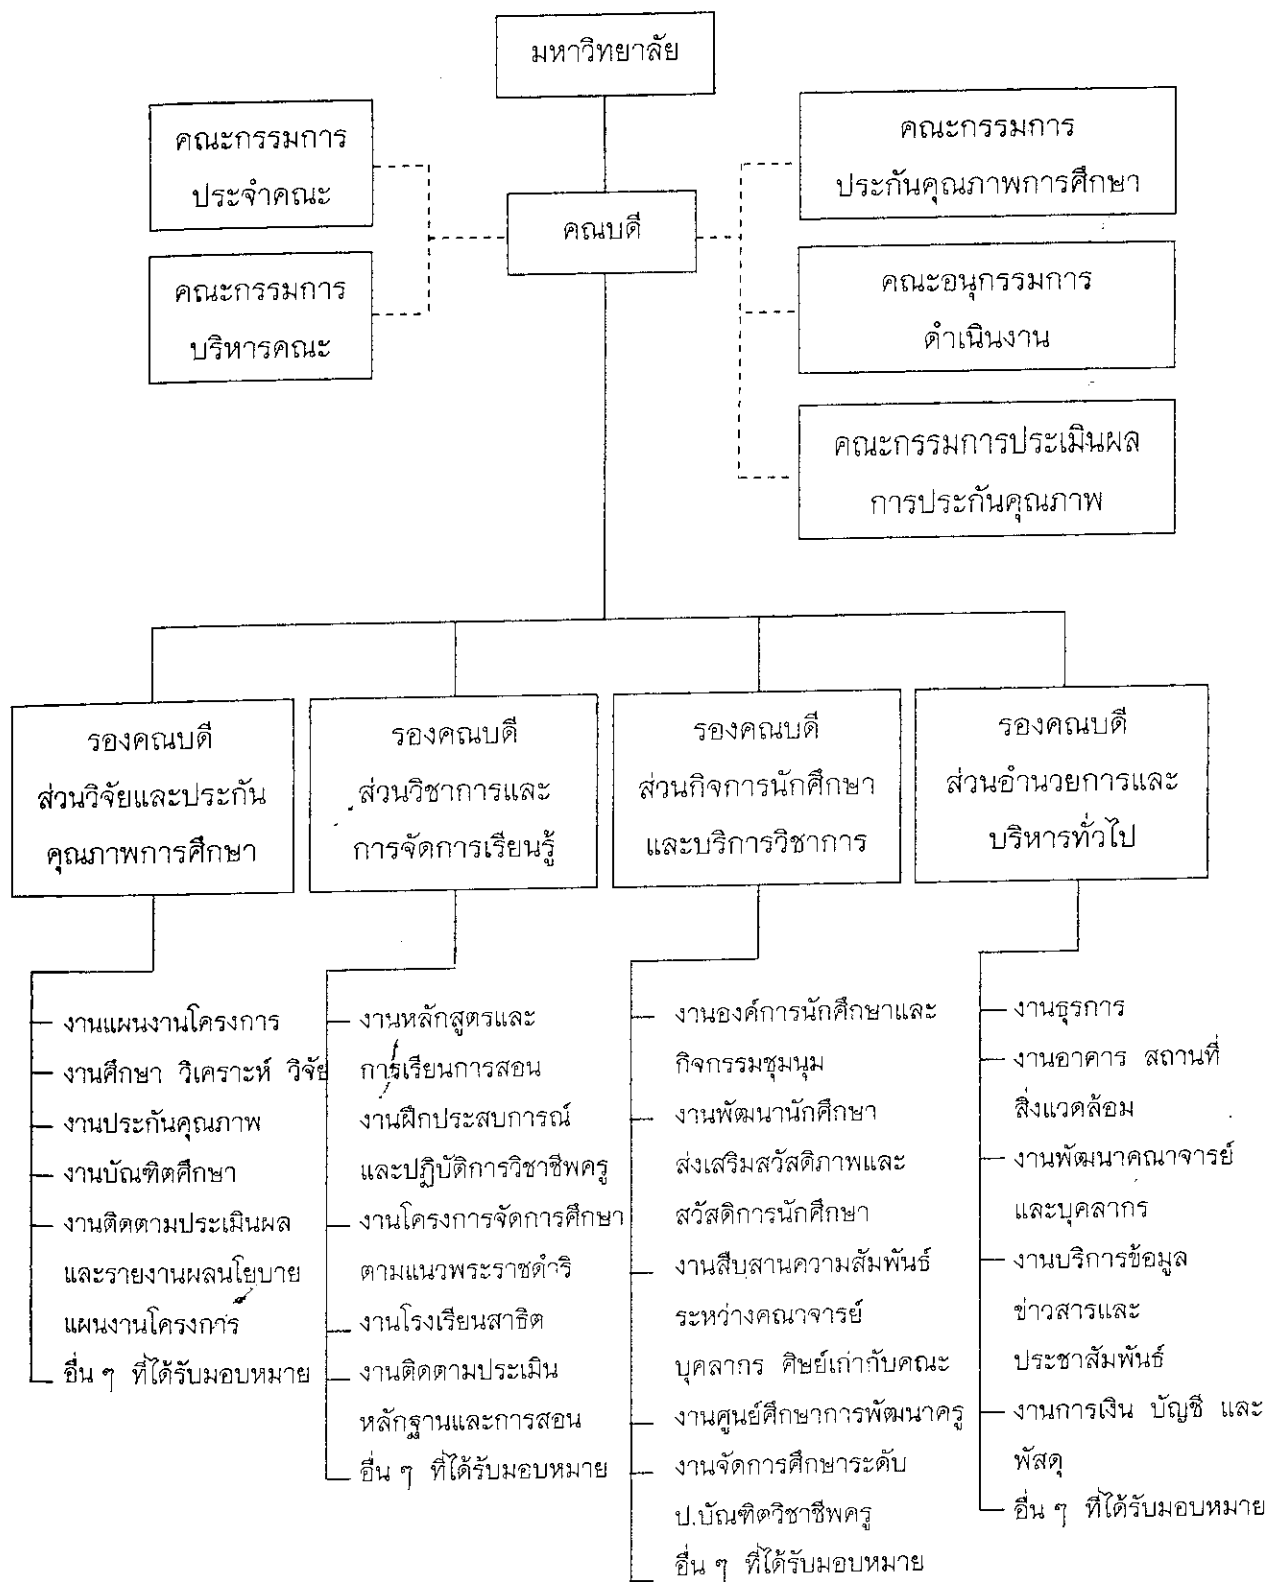 มหาวิทยาลัย
คณะกรรมการ
ประจำคณะ
คณะกรรมการ
บริหารคณะ
คณบดี
คณะกรรมการ
ประกันคุณภาพการศึกษา
คณะอนุกรรมการ
ดำเนินงาน
คณะกรรมการประเมินผล
การประกันคุณภาพ
รองคณบดี
ส่วนวิจัยและประกัน
คุณภาพการศึกษา
รองคณบดี
ส่วนวิชาการและ
การจัดการเรียนรู้
รองคณบดี
ส่วนกิจการนักศึกษา
และบริการวิชาการ
รองคณบดี
ส่วนอำนวยการและ
บริหารทั่วไป
งานแผนงานโครงการ
งานศึกษา วิเคราะห์ วิจัย
งานประกันคุณภาพ
งานบัณฑิตศึกษา
งานติดตามประเมินผล
และรายงานผลนโยบาย
แผนงานโครงการ
อื่น ๆ ที่ได้รับมอบหมาย
งานหลักสูตรและ
การเรียนการสอน
งานฝึกประสบการณ์
และปฏิบัติการวิชาชีพครู
งานโครงการจัดการศึกษา
ตามแนวพระราชดำริ
งานโรงเรียนสาธิต
งานติดตามประเมิน
หลักฐานและการสอน
อื่น ๆ ที่ได้รับมอบหมาย
งานองค์การนักศึกษาและ
กิจกรรมชุมนุม
งานพัฒนานักศึกษา
ส่งเสริมสวัสดิภาพและ
สวัสดิการนักศึกษา
งานสืบสานความสัมพันธ์
ระหว่างคณาจารย์
บุคลากร ศิษย์เก่ากับคณะ
งานศูนย์ศึกษาการพัฒนาครู
งานจัดการศึกษาระดับ
ป.บัณฑิตวิชาชีพครู
อื่น ๆ ที่ได้รับมอบหมาย
งานธุรการ
งานอาคาร สถานที่
สิ่งแวดล้อม
งานพัฒนาคณาจารย์
และบุคลากร
งานบริการข้อมูล
ข่าวสารและ
ประชาสัมพันธ์
งานการเงิน บัญชี และ
พัสดุ
อื่น ๆ ที่ได้รับมอบหมาย